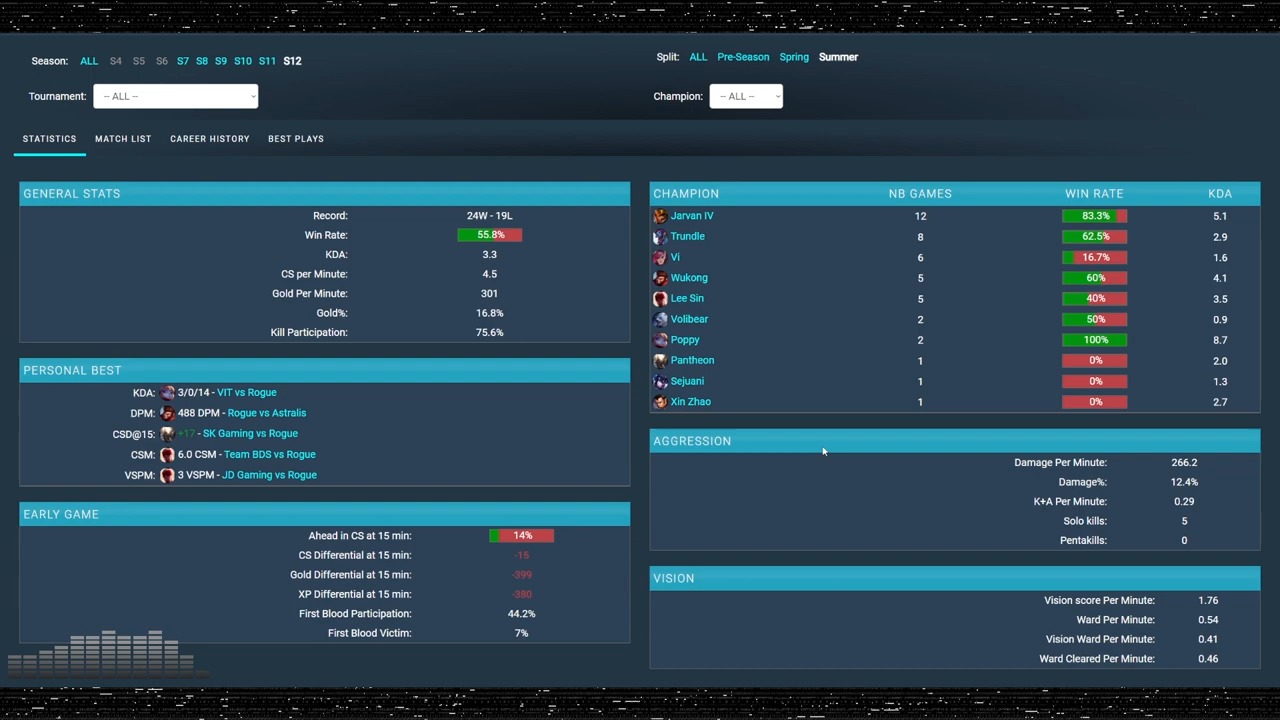 Season: ALL S4 S5 S6 S7 S8 S9 S10 S11 S12
Split: ALL Pre-Season Spring Summer
Tournament: -- ALL --
Champion: -- ALL --
STATISTICS MATCH LIST CAREER HISTORY BEST PLAYS
GENERAL STATS
Record: 24W - 19L
Win Rate: 55.8%
KDA: 3.3
CS per Minute: 4.5
Gold Per Minute: 301
Gold%: 16.8%
Kill Participation: 75.6%
PERSONAL BEST
KDA: 3/0/14 - VIT vs Rogue
DPM: 488 DPM - Rogue vs Astralis
CSD@15: +17 - SK Gaming vs Rogue
CSM: 6.0 CSM - Team BDS vs Rogue
VSPM: 3 VSPM - JD Gaming vs Rogue
EARLY GAME
Ahead in CS at 15 min: 14%
CS Differential at 15 min: -15
Gold Differential at 15 min: -399
XP Differential at 15 min: -380
First Blood Participation: 44.2%
First Blood Victim: 7%
CHAMPION NB GAMES WIN RATE KDA
Jarvan IV 12 83.3% 5.1
Trundle 8 62.5% 2.9
Vi 6 16.7% 1.6
Wukong 5 60% 4.1
Lee Sin 5 40% 3.5
Volibear 2 50% 0.9
Poppy 2 100% 8.7
Pantheon 1 0% 2.0
Sejuani 1 0% 1.3
Xin Zhao 1 0% 2.7
AGGRESSION
Damage Per Minute: 266.2
Damage%: 12.4%
K+A Per Minute: 0.29
Solo kills: 5
Pentakills: 0
VISION
Vision score Per Minute: 1.76
Ward Per Minute: 0.54
Vision Ward Per Minute: 0.41
Ward Cleared Per Minute: 0.46